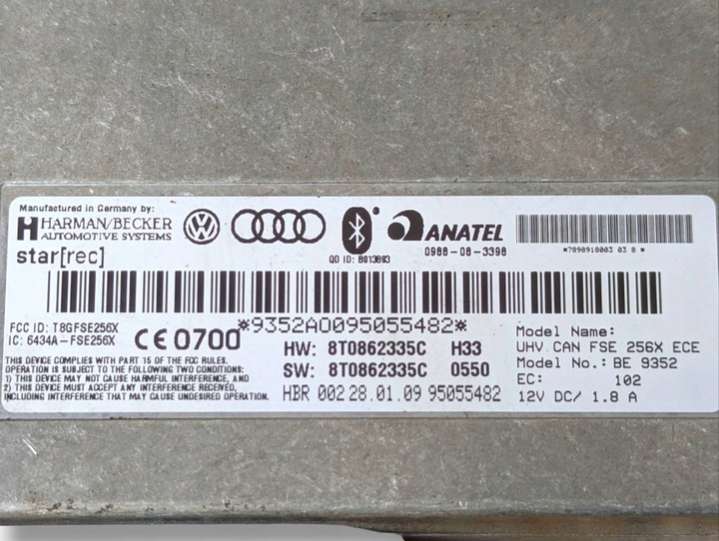 Manufactured in Germany by:
HARMAN/BECKER
AUTOMOTIVE SYSTEMS
star[rec]
QD ID: B013803
ANATEL
0988-08-3398
*7890910003 03 8 *
*9352A0095055482*
FCC ID: T8GFSE256X
IC: 6434A-FSE256X
CE0700
THIS DEVICE COMPLIES WITH PART 15 OF THE FCC RULES.
OPERATION IS SUBJECT TO THE FOLLOWING TWO CONDITIONS:
1) THIS DEVICE MAY NOT CAUSE HARMFUL INTERFERENCE, AND
2) THIS DEVICE MUST ACCEPT ANY INTERFERENCE RECEIVED,
INCLUDING INTERFERENCE THAT MAY CAUSE UNDESIRED OPERATION.
HW: 8T0862335C H33
SW: 8T0862335C 0550
HBR 002 28.01.09 95055482
Model Name:
UHV CAN FSE 256X ECE
Model No.: BE 9352
EC: 102
12V DC/ 1.8 A